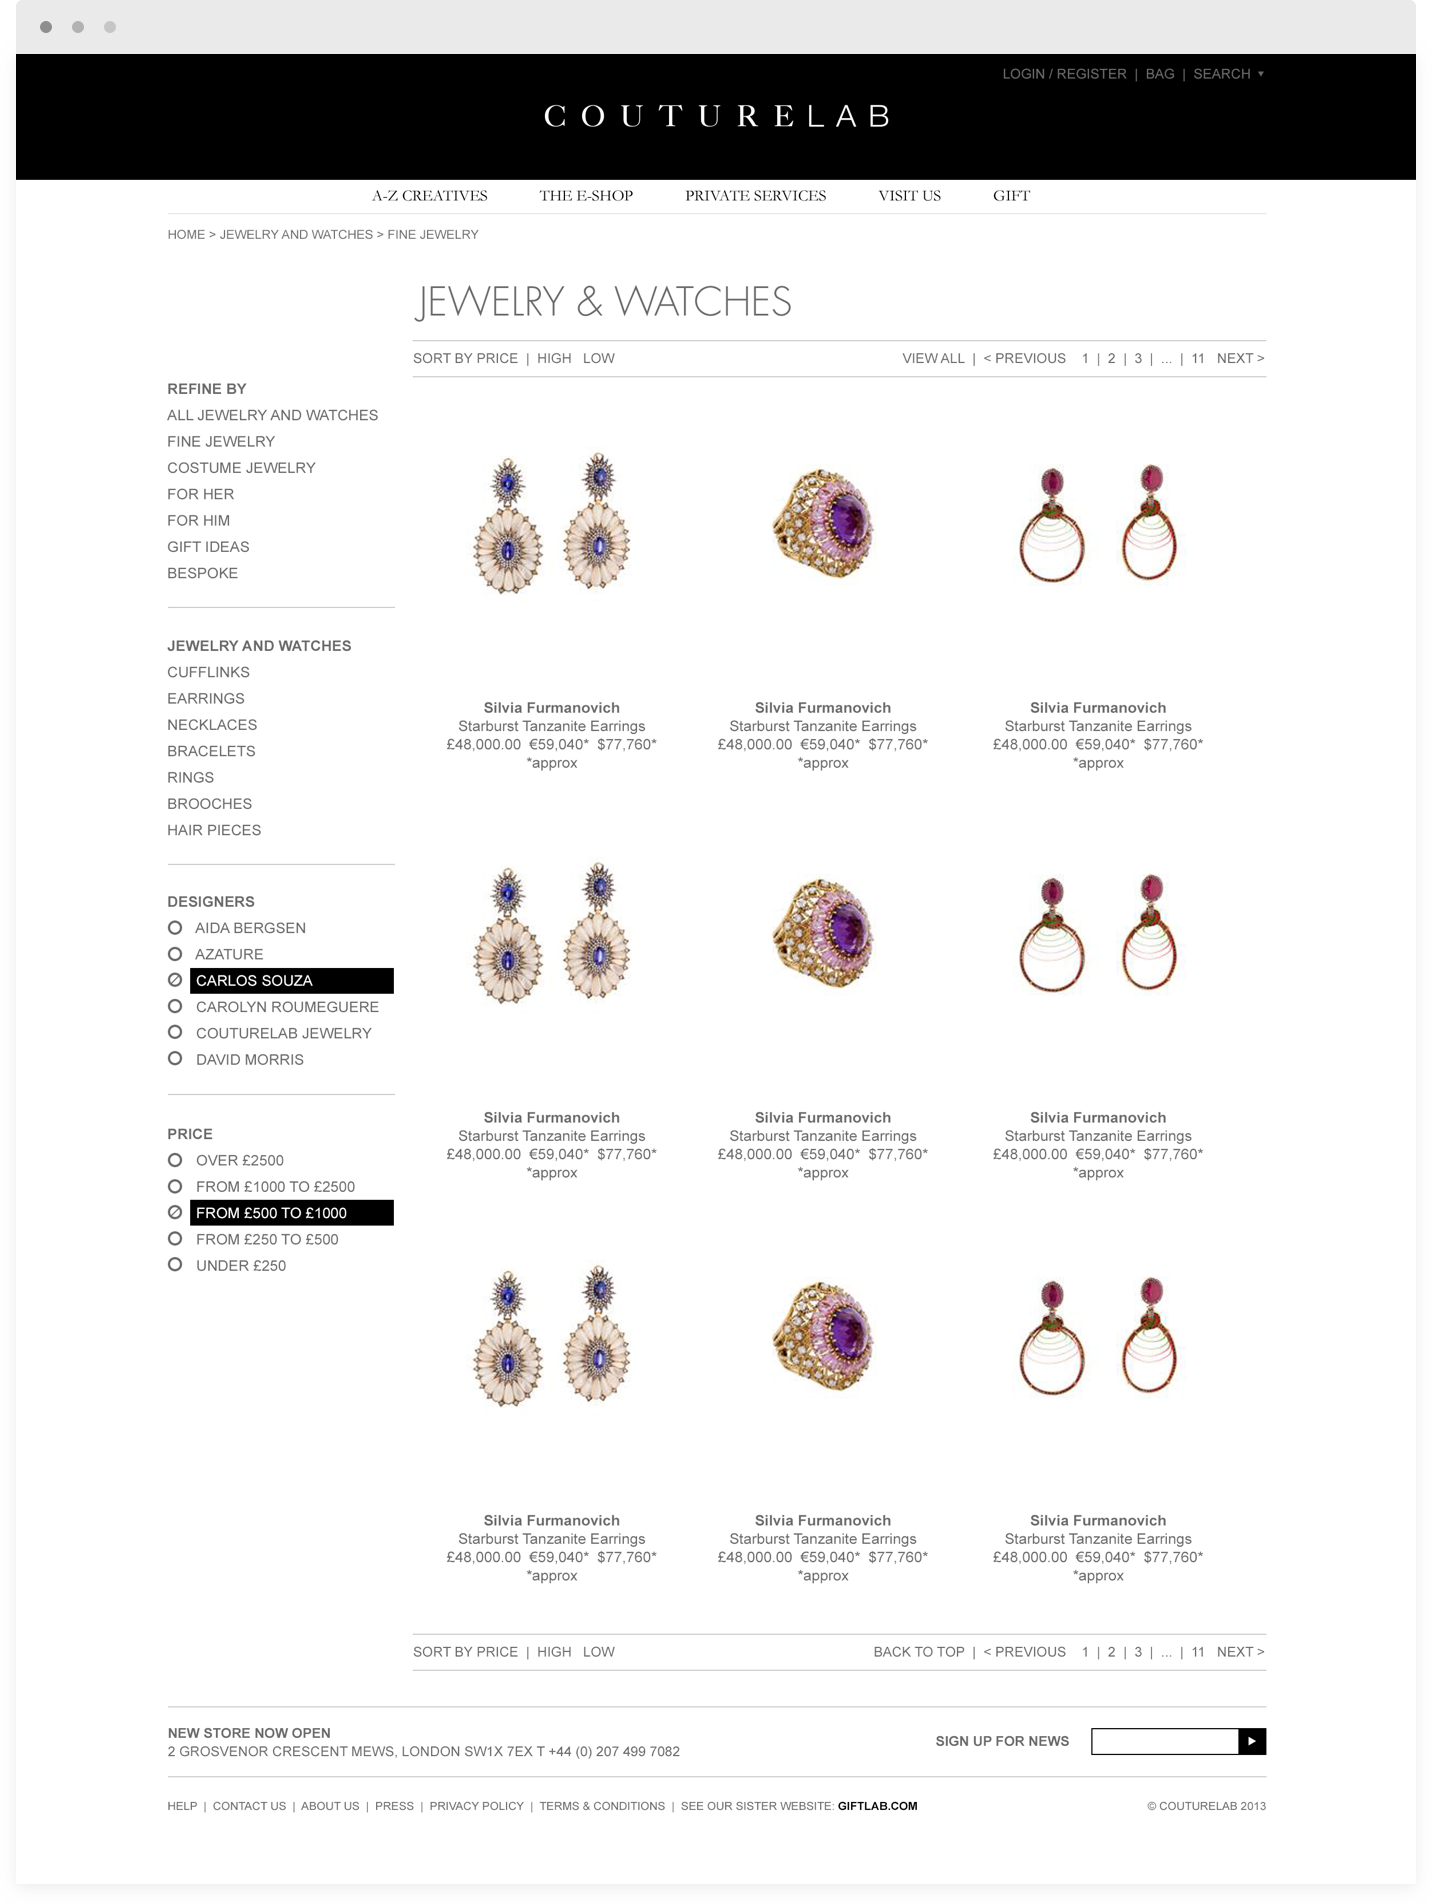 LOGIN / REGISTER | BAG | SEARCH ▾
COUTURELAB
A-Z CREATIVES THE E-SHOP PRIVATE SERVICES VISIT US GIFT
HOME > JEWELRY AND WATCHES > FINE JEWELRY
JEWELRY & WATCHES
SORT BY PRICE | HIGH LOW VIEW ALL | < PREVIOUS 1 | 2 | 3 | ... | 11 NEXT >
REFINE BY
ALL JEWELRY AND WATCHES
FINE JEWELRY
COSTUME JEWELRY
FOR HER
FOR HIM
GIFT IDEAS
BESPOKE
JEWELRY AND WATCHES
CUFFLINKS
EARRINGS
NECKLACES
BRACELETS
RINGS
BROOCHES
HAIR PIECES
DESIGNERS
AIDA BERGSEN
AZATURE
CARLOS SOUZA
CAROLYN ROUMEGUERE
COUTURELAB JEWELRY
DAVID MORRIS
PRICE
OVER £2500
FROM £1000 TO £2500
FROM £500 TO £1000
FROM £250 TO £500
UNDER £250
Silvia Furmanovich Silvia Furmanovich Silvia Furmanovich
Starburst Tanzanite Earrings Starburst Tanzanite Earrings Starburst Tanzanite Earrings
£48,000.00 €59,040* $77,760* £48,000.00 €59,040* $77,760* £48,000.00 €59,040* $77,760*
*approx *approx *approx
Silvia Furmanovich Silvia Furmanovich Silvia Furmanovich
Starburst Tanzanite Earrings Starburst Tanzanite Earrings Starburst Tanzanite Earrings
£48,000.00 €59,040* $77,760* £48,000.00 €59,040* $77,760* £48,000.00 €59,040* $77,760*
*approx *approx *approx
Silvia Furmanovich Silvia Furmanovich Silvia Furmanovich
Starburst Tanzanite Earrings Starburst Tanzanite Earrings Starburst Tanzanite Earrings
£48,000.00 €59,040* $77,760* £48,000.00 €59,040* $77,760* £48,000.00 €59,040* $77,760*
*approx *approx *approx
SORT BY PRICE | HIGH LOW BACK TO TOP | < PREVIOUS 1 | 2 | 3 | ... | 11 NEXT >
NEW STORE NOW OPEN
2 GROSVENOR CRESCENT MEWS, LONDON SW1X 7EX T +44 (0) 207 499 7082
SIGN UP FOR NEWS
HELP | CONTACT US | ABOUT US | PRESS | PRIVACY POLICY | TERMS & CONDITIONS | SEE OUR SISTER WEBSITE: GIFTLAB.COM © COUTURELAB 2013